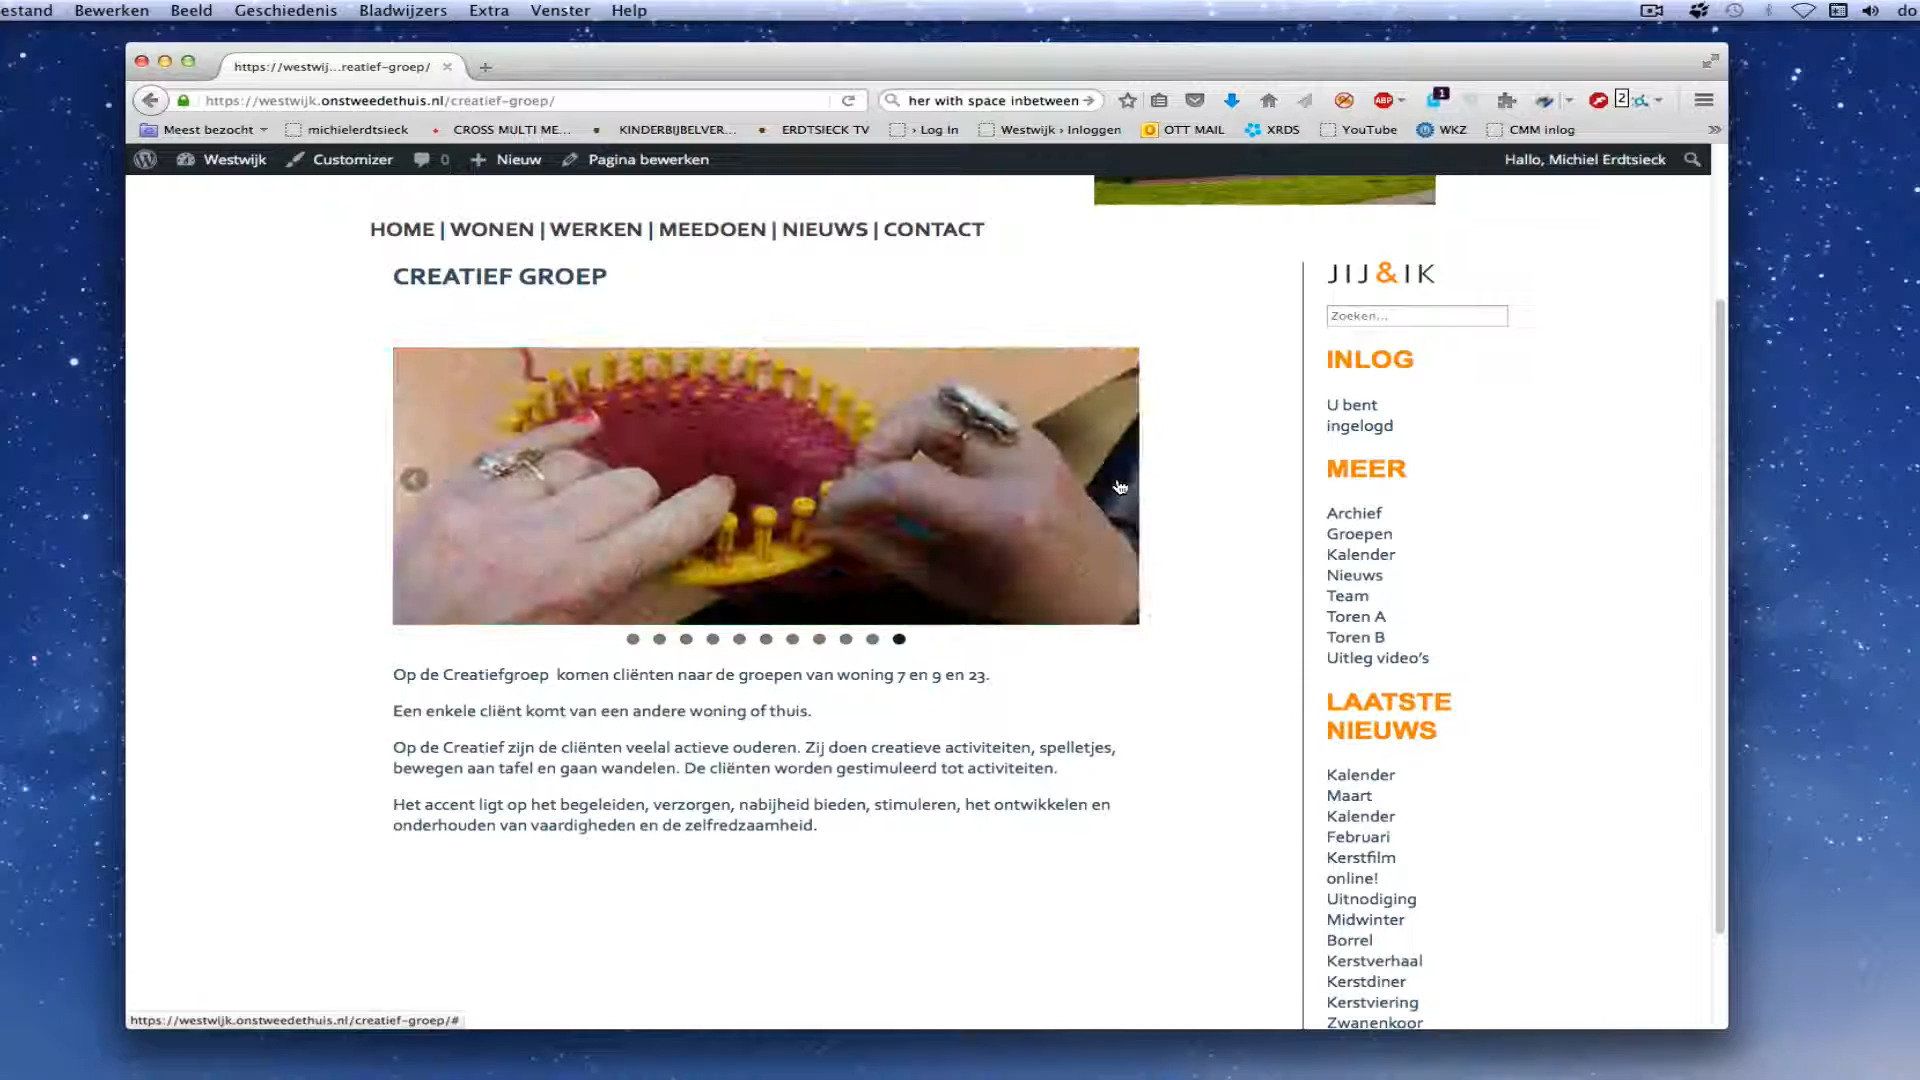 estand Bewerken Beeld Geschiedenis Bladwijzers Extra Venster Help do
https://westwij...reatief-groep/
https://westwijk.onstweedethuis.nl/creatief-groep/ her with space inbetween ABP 1 2
Meest bezocht michielerdtsieck CROSS MULTI ME... KINDERBIJBELVER... ERDTSIECK TV › Log In Westwijk › Inloggen OTT MAIL XRDS YouTube WKZ CMM inlog
Westwijk Customizer 0 Nieuw Pagina bewerken Hallo, Michiel Erdtsieck
HOME | WONEN | WERKEN | MEEDOEN | NIEUWS | CONTACT
CREATIEF GROEP
Op de Creatiefgroep komen cliënten naar de groepen van woning 7 en 9 en 23.
Een enkele cliënt komt van een andere woning of thuis.
Op de Creatief zijn de cliënten veelal actieve ouderen. Zij doen creatieve activiteiten, spelletjes,
bewegen aan tafel en gaan wandelen. De cliënten worden gestimuleerd tot activiteiten.
Het accent ligt op het begeleiden, verzorgen, nabijheid bieden, stimuleren, het ontwikkelen en
onderhouden van vaardigheden en de zelfredzaamheid.
JIJ&IK
Zoeken...
INLOG
U bent
ingelogd
MEER
Archief
Groepen
Kalender
Nieuws
Team
Toren A
Toren B
Uitleg video's
LAATSTE
NIEUWS
Kalender
Maart
Kalender
Februari
Kerstfilm
online!
Uitnodiging
Midwinter
Borrel
Kerstverhaal
Kerstdiner
Kerstviering
Zwanenkoor
https://westwijk.onstweedethuis.nl/creatief-groep/#